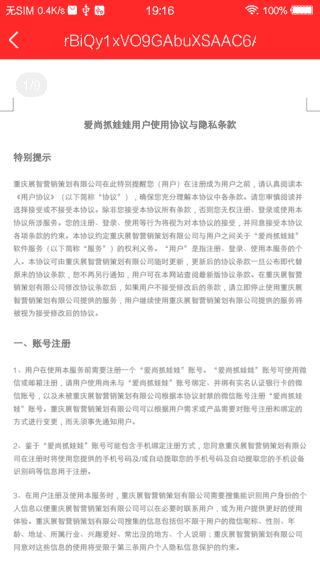 无SIM 0.4K/s 19:16 100%
rBiQy1xVO9GAbuXSAAC6A
1/9
爱尚抓娃娃用户使用协议与隐私条款
特别提示
重庆展智营销策划有限公司在此特别提醒您（用户）在注册成为用户之前，请认真阅读本
《用户协议》（以下简称“协议”），确保您充分理解本协议中各条款。请您审慎阅读并
选择接受或不接受本协议。除非您接受本协议所有条款，否则您无权注册、登录或使用本
协议所涉服务。您的注册、登录、使用等行为将视为对本协议的接受，并同意接受本协议
各项条款的约束。本协议约定重庆展智营销策划有限公司与用户之间关于“爱尚抓娃娃”
软件服务（以下简称“服务”）的权利义务。“用户”是指注册、登录、使用本服务的个
人。本协议可由重庆展智营销策划有限公司临时更新，更新后的协议条款一旦公布即代替
原来的协议条款，恕不再另行通知，用户可在本网站查阅最新版协议条款。在重庆展智营
销策划有限公司修改协议条款后，如果用户不接受修改后的条款，请立即停止使用重庆展
智营销策划有限公司提供的服务，用户继续使用重庆展智营销策划有限公司提供的服务将
被视为接受修改后的协议。
一、账号注册
1、用户在使用本服务前需要注册一个“爱尚抓娃娃”账号。“爱尚抓娃娃”账号可使用微
信或邮箱注册，请用户使用尚未与“爱尚抓娃娃”账号绑定、并绑有实名认证银行卡的微
信账号，以及未被重庆展智营销策划有限公司根据本协议封禁的微信账号注册“爱尚抓娃
娃”账号。重庆展智营销策划有限公司可以根据用户需求或产品需要对账号注册和绑定的
方式进行变更，而无须事先通知用户。
2、鉴于“爱尚抓娃娃”账号可能包含手机绑定注册方式，您同意重庆展智营销策划有限公
司在注册时将使用您提供的手机号码及/或自动提取您的手机号码及自动提取您的手机设备
识别码等信息用于注册。
3、在用户注册及使用本服务时，重庆展智营销策划有限公司需要搜集能识别用户身份的个
人信息以便重庆展智营销策划有限公司可以在必要时联系用户，或为用户提供更好的使用
体验。重庆展智营销策划有限公司搜集的信息包括但不限于用户的微信昵称、性别、年
龄、地址、所属行业、兴趣爱好、常出没的地方、个人说明；重庆展智营销策划有限公司
同意对这些信息的使用将受限于第三条用户个人隐私信息保护的约束。